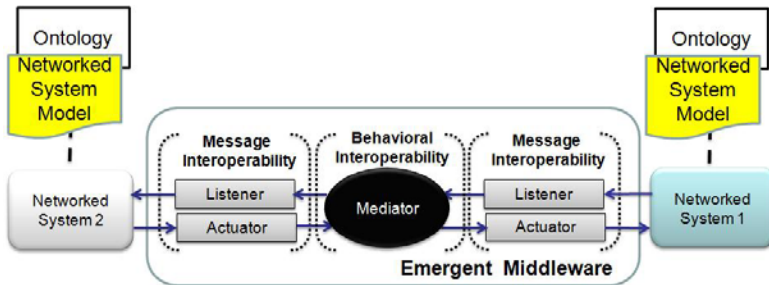 Ontology
Networked
System
Model
Ontology
Networked
System
Model
Message
Interoperability
Behavioral
Interoperability
Message
Interoperability
Networked
System 2
Listener
Actuator
Mediator
Listener
Actuator
Networked
System 1
Emergent Middleware